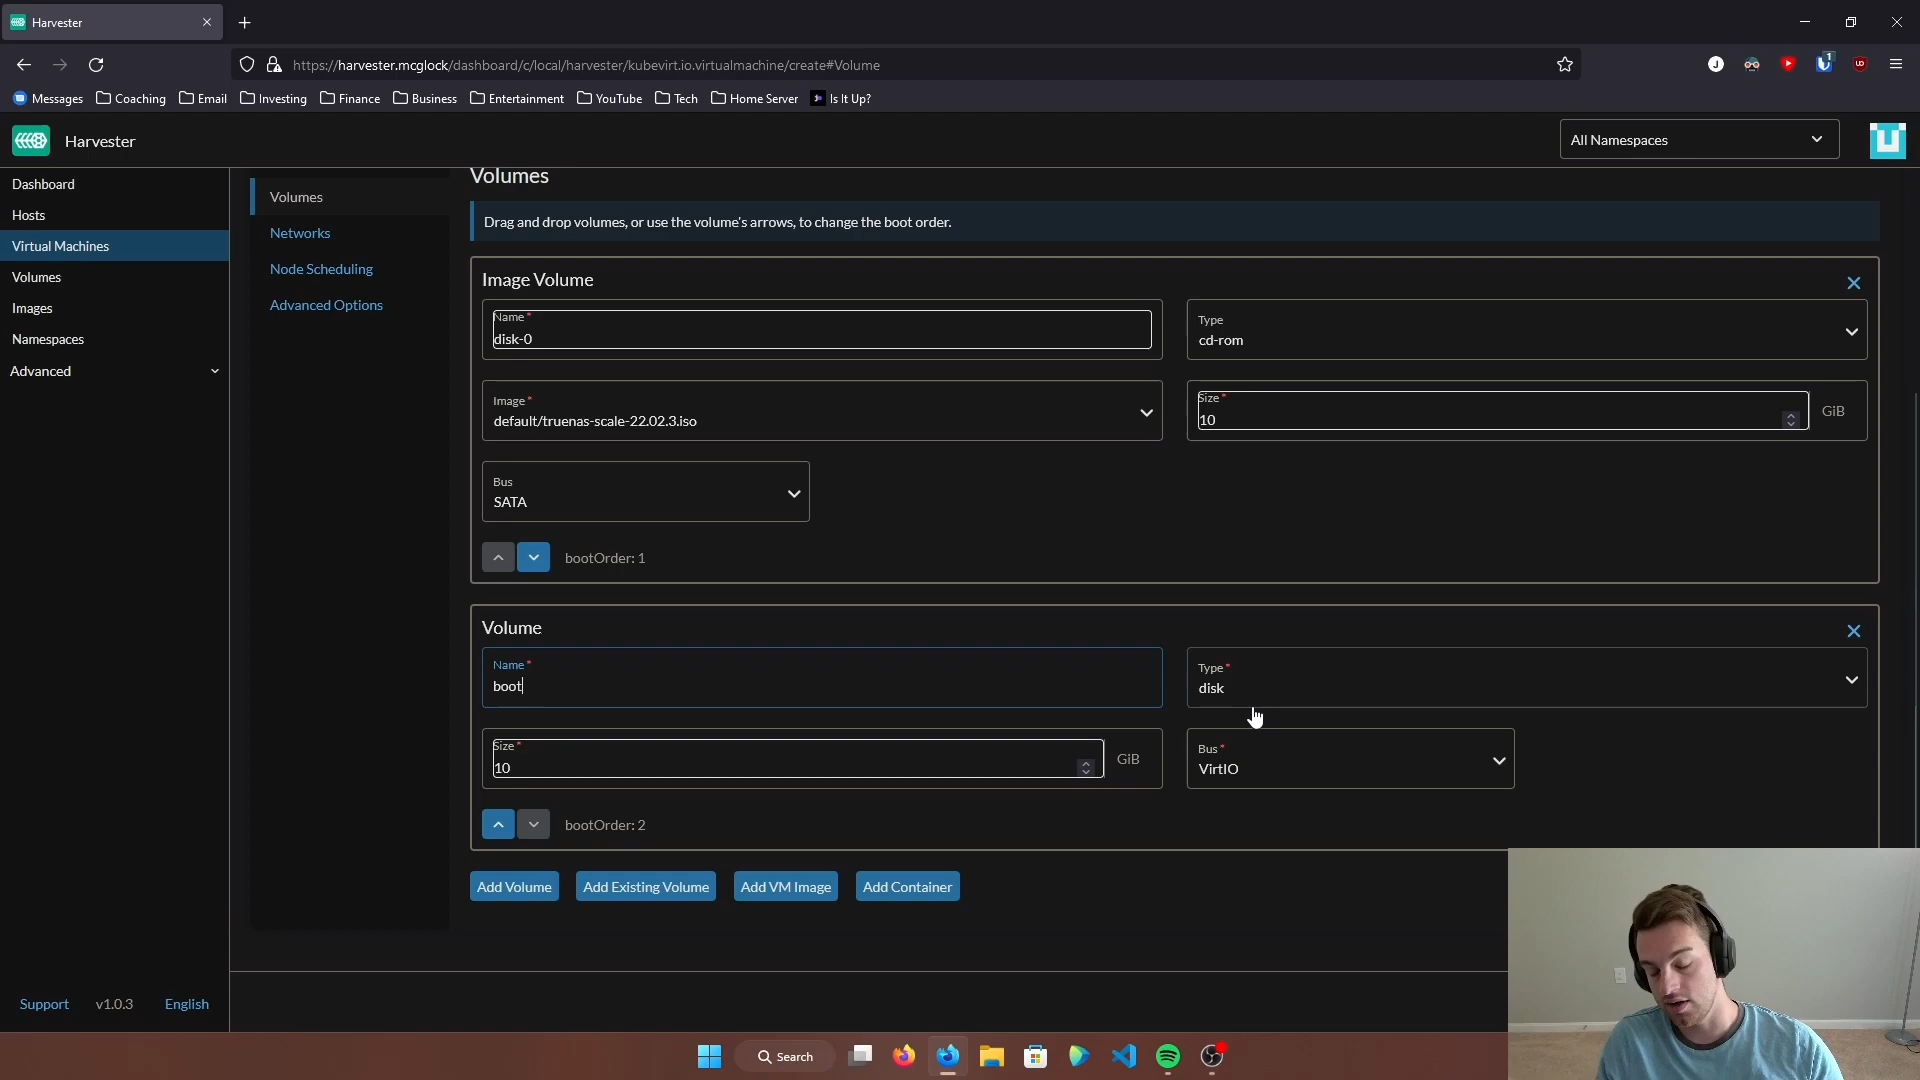 Harvester
https://harvester.mcglock/dashboard/c/local/harvester/kubevirt.io.virtualmachine/create#Volume
1
Messages Coaching Email Investing Finance Business Entertainment YouTube Tech Home Server Is It Up?
Harvester
All Namespaces
Dashboard
Hosts
Virtual Machines
Volumes
Images
Namespaces
Advanced
Volumes
Networks
Node Scheduling
Advanced Options
Volumes
Drag and drop volumes, or use the volume's arrows, to change the boot order.
Image Volume
Name *
disk-0
Type
cd-rom
Image *
default/truenas-scale-22.02.3.iso
Size *
10
GiB
Bus
SATA
bootOrder: 1
Volume
Name *
boot
Type *
disk
Size *
10
GiB
Bus *
VirtIO
bootOrder: 2
Add Volume Add Existing Volume Add VM Image Add Container
Support v1.0.3 English
Search